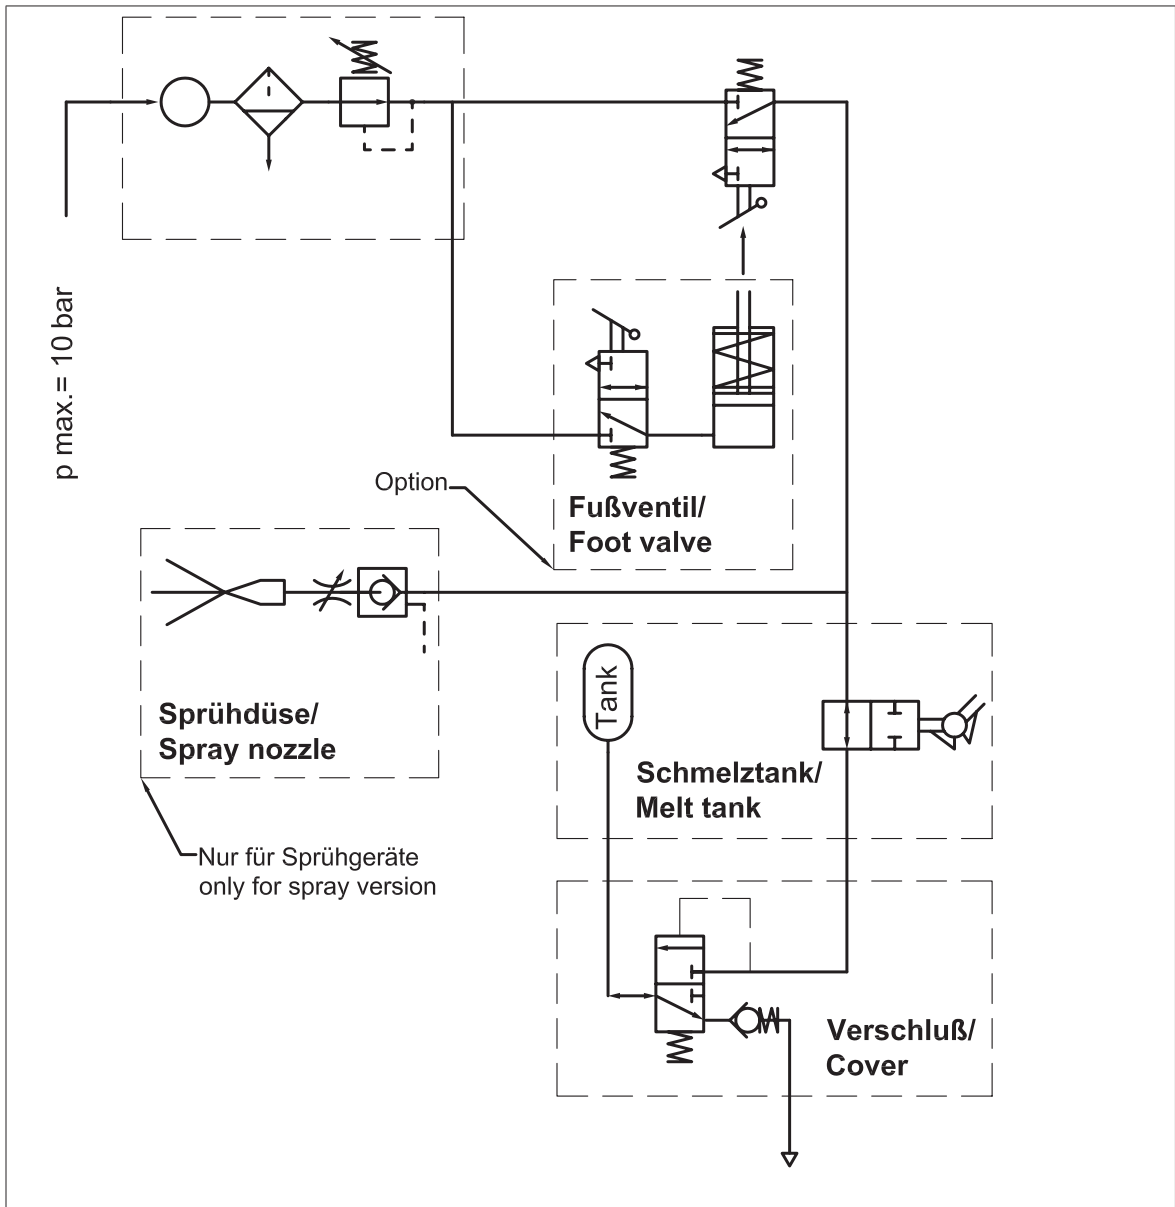 p max.= 10 bar
Option
Fußventil/
Foot valve
Sprühdüse/
Spray nozzle
Tank
Schmelztank/
Melt tank
Nur für Sprühgeräte
only for spray version
Verschluß/
Cover